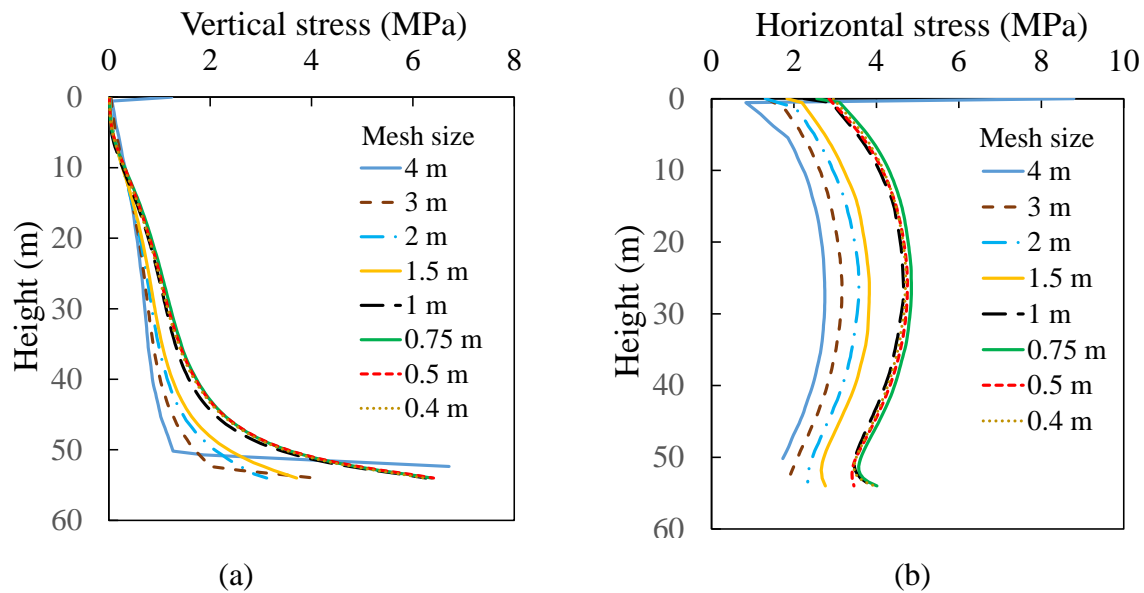 Vertical stress (MPa)
0 2 4 6 8
0
10
20
30
40
50
60
Height (m)
Mesh size
4 m
3 m
2 m
1.5 m
1 m
0.75 m
0.5 m
0.4 m
(a)
Horizontal stress (MPa)
0 2 4 6 8 10
0
10
20
30
40
50
60
Height (m)
Mesh size
4 m
3 m
2 m
1.5 m
1 m
0.75 m
0.5 m
0.4 m
(b)